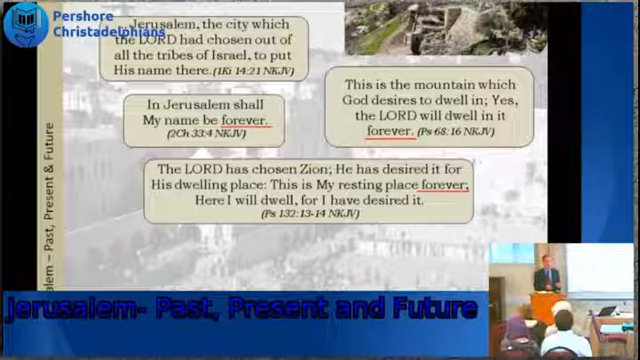 Pershore
Christadelphians
Jerusalem, the city which
the LORD had chosen out of
all the tribes of Israel, to put
His name there. (1Ki 14:21 NKJV)
This is the mountain which
God desires to dwell in; Yes,
the LORD will dwell in it
forever. (Ps 68:16 NKJV)
In Jerusalem shall
My name be forever.
(2Ch 33:4 NKJV)
The LORD has chosen Zion; He has desired it for
His dwelling place: This is My resting place forever;
Here I will dwell, for I have desired it.
(Ps 132:13-14 NKJV)
alem – Past, Present & Future
Jerusalem- Past, Present and Future